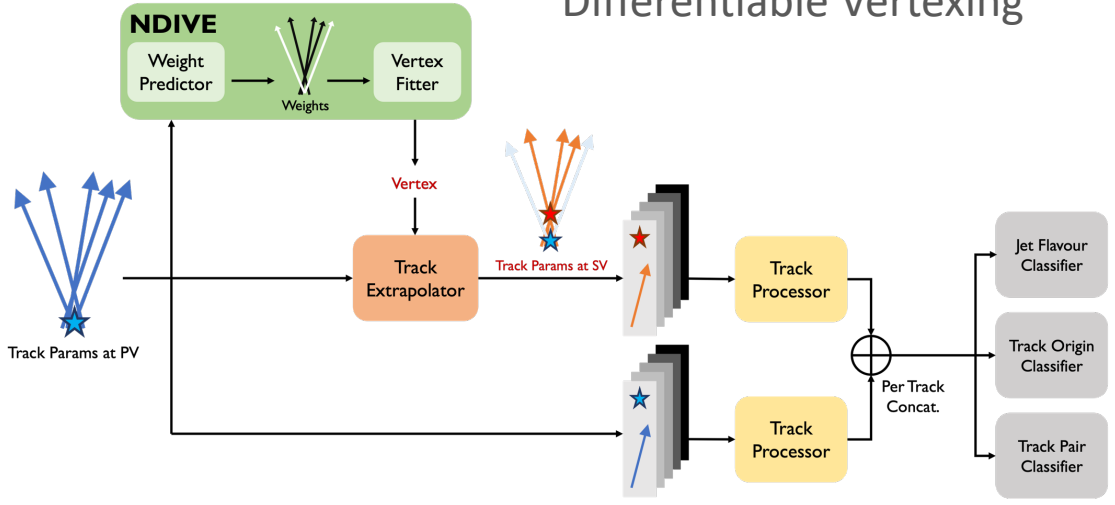 Differentiable Vertexing
NDIVE
Weight
Predictor
Weights
Vertex
Fitter
Vertex
Track Params at PV
Track
Extrapolator
Track Params at SV
Track
Processor
Track
Processor
Per Track
Concat.
Jet Flavour
Classifier
Track Origin
Classifier
Track Pair
Classifier